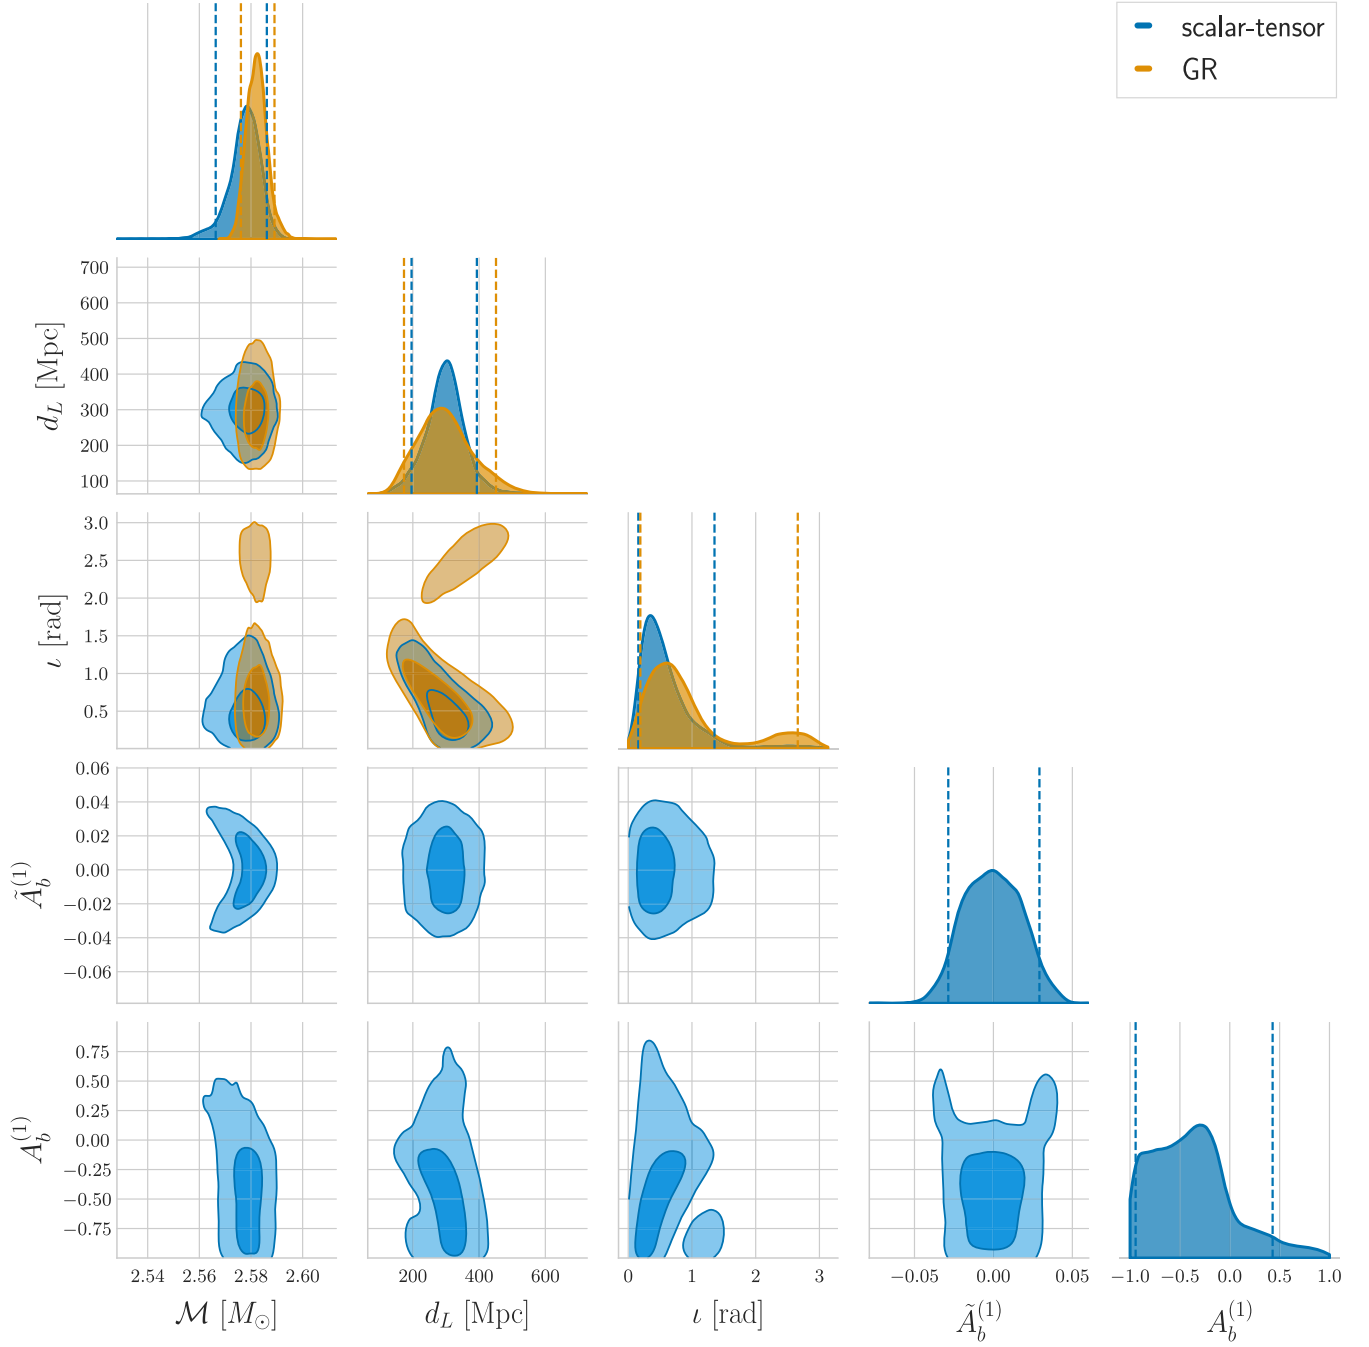 scalar-tensor
GR
700
600
500
400
300
200
100
d_L [Mpc]
3.0
2.5
2.0
1.5
1.0
0.5
ι [rad]
0.06
0.04
0.02
0.00
−0.02
−0.04
−0.06
Ã_b^(1)
0.75
0.50
0.25
0.00
−0.25
−0.50
−0.75
A_b^(1)
2.54 2.56 2.58 2.60
200 400 600
0 1 2 3
−0.05 0.00 0.05
−1.0 −0.5 0.0 0.5 1.0
ℳ [M_⊙]
d_L [Mpc]
ι [rad]
Ã_b^(1)
A_b^(1)